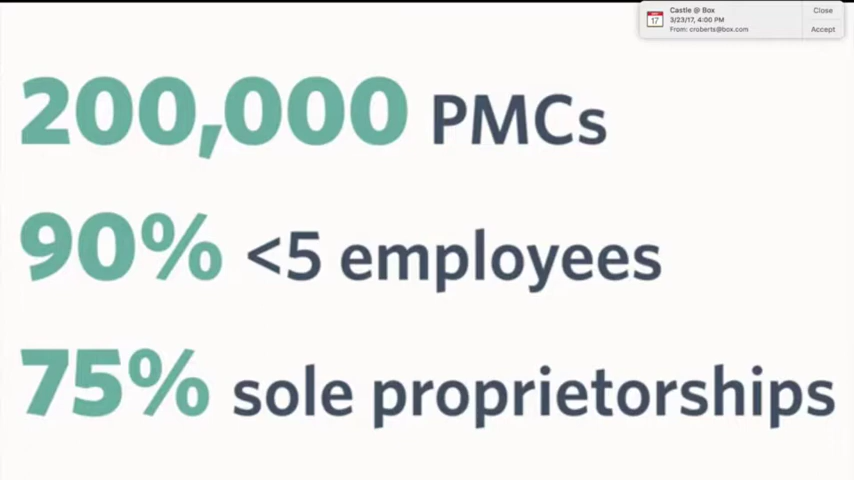 Castle @ Box
3/23/17, 4:00 PM
From: croberts@box.com
Close
Accept
17
200,000 PMCs
90% <5 employees
75% sole proprietorships